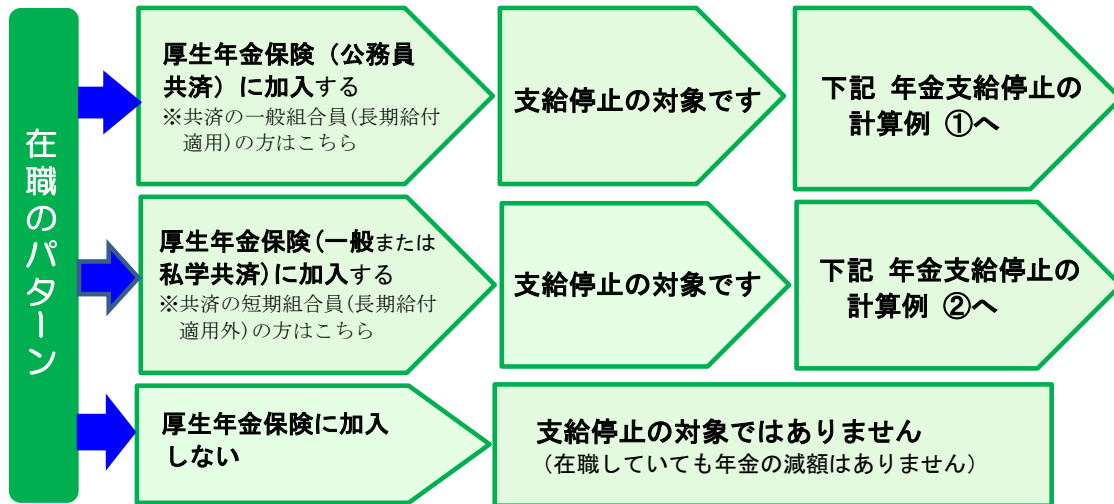 在職のパターン
厚生年金保険（公務員
共済）に加入する
※共済の一般組合員(長期給付
適用)の方はこちら
支給停止の対象です
下記 年金支給停止の
計算例 ①へ
厚生年金保険(一般または
私学共済)に加入する
※共済の短期組合員(長期給付
適用外)の方はこちら
支給停止の対象です
下記 年金支給停止の
計算例 ②へ
厚生年金保険に加入
しない
支給停止の対象ではありません
（在職していても年金の減額はありません）